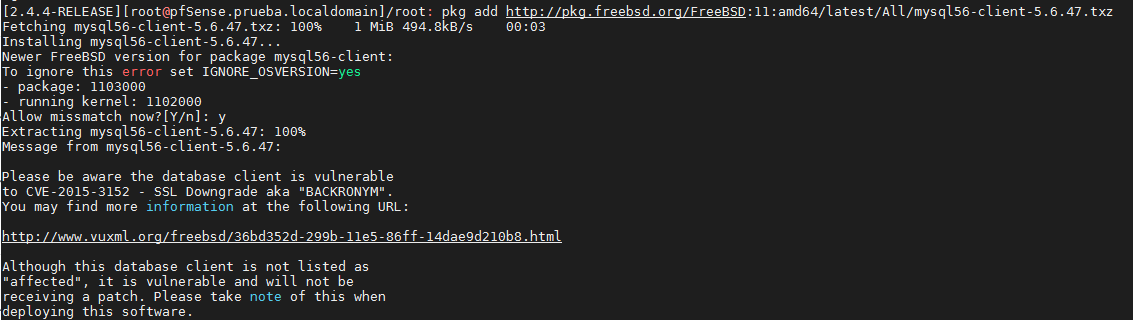 [2.4.4-RELEASE][root@pfSense.prueba.localdomain]/root: pkg add http://pkg.freebsd.org/FreeBSD:11:amd64/latest/All/mysql56-client-5.6.47.txz
Fetching mysql56-client-5.6.47.txz: 100%    1 MiB 494.8kB/s    00:03
Installing mysql56-client-5.6.47...
Newer FreeBSD version for package mysql56-client:
To ignore this error set IGNORE_OSVERSION=yes
- package: 1103000
- running kernel: 1102000
Allow missmatch now?[Y/n]: y
Extracting mysql56-client-5.6.47: 100%
Message from mysql56-client-5.6.47:
Please be aware the database client is vulnerable
to CVE-2015-3152 - SSL Downgrade aka "BACKRONYM".
You may find more information at the following URL:
http://www.vuxml.org/freebsd/36bd352d-299b-11e5-86ff-14dae9d210b8.html
Although this database client is not listed as
"affected", it is vulnerable and will not be
receiving a patch. Please take note of this when
deploying this software.